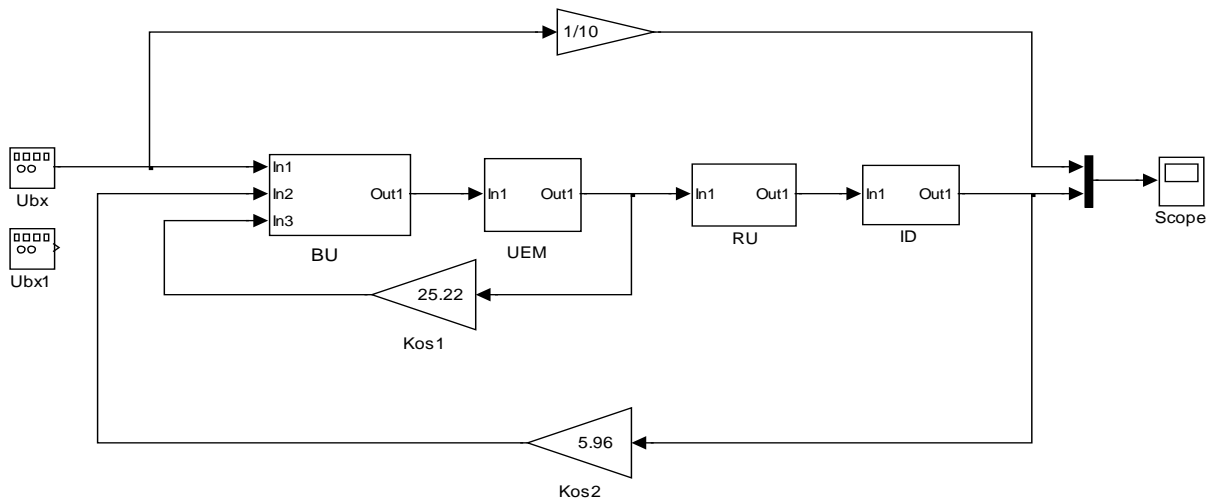 1/10
Ubx
Ubx1
In1
In2
In3
Out1
BU
In1
Out1
UEM
In1
Out1
RU
In1
Out1
ID
Scope
25.22
Kos1
5.96
Kos2